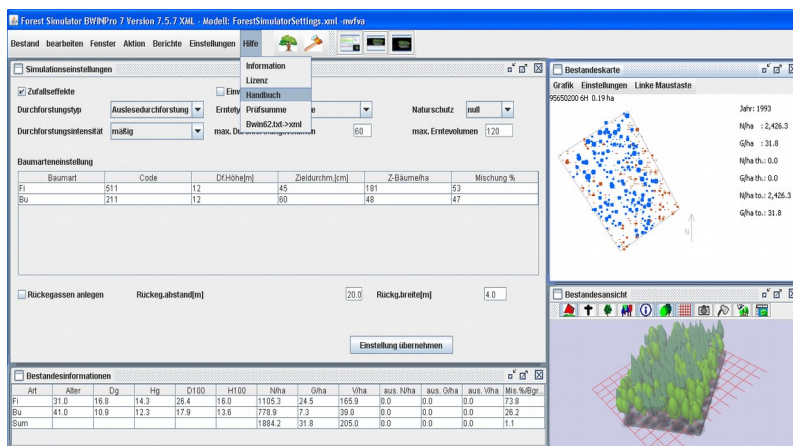 Forest Simulator BWINPro 7 Version 7.5.7 XML - Modell: ForestSimulatorSettings.xml -nwfva
Bestand bearbeiten Fenster Aktion Berichte Einstellungen Hilfe
Information
Lizenz
Handbuch
Prüfsumme
Bwin62.txt->xml
Simulationseinstellungen
Zufallseffekte
Durchforstungstyp Auslesedurchforstung Naturschutz null
Durchforstungsintensität mäßig max. 60 max. Erntevolumen 120
Baumarteneinstellung
Baumart Code Df.Höhe[m] Zieldurchm.[cm] Z-Bäume/ha Mischung %
Fi 511 12 45 181 53
Bu 211 12 60 48 47
Rückegassen anlegen Rückeg.abstand[m] 20.0 Rückg.breite[m] 4.0
Einstellung übernehmen
Bestandesinformationen
Art Alter Dg Hg D100 H100 N/ha G/ha V/ha aus. N/ha aus. G/ha aus. V/ha Mis.%/Bgr...
Fi 31.0 16.8 14.3 26.4 16.0 1105.3 24.5 165.9 0.0 0.0 0.0 73.8
Bu 41.0 10.9 12.3 17.9 13.6 778.9 7.3 39.0 0.0 0.0 0.0 26.2
Sum 1884.2 31.8 205.0 0.0 0.0 0.0 1.1
Bestandeskarte
Grafik Einstellungen Linke Maustaste
95650200 6H 0.19 ha
Jahr: 1993
N/ha : 2,426.3
G/ha : 31.8
N/ha th.: 0.0
G/ha th.: 0.0
N/ha to.: 2,426.3
G/ha to.: 31.8
N
Bestandesansicht